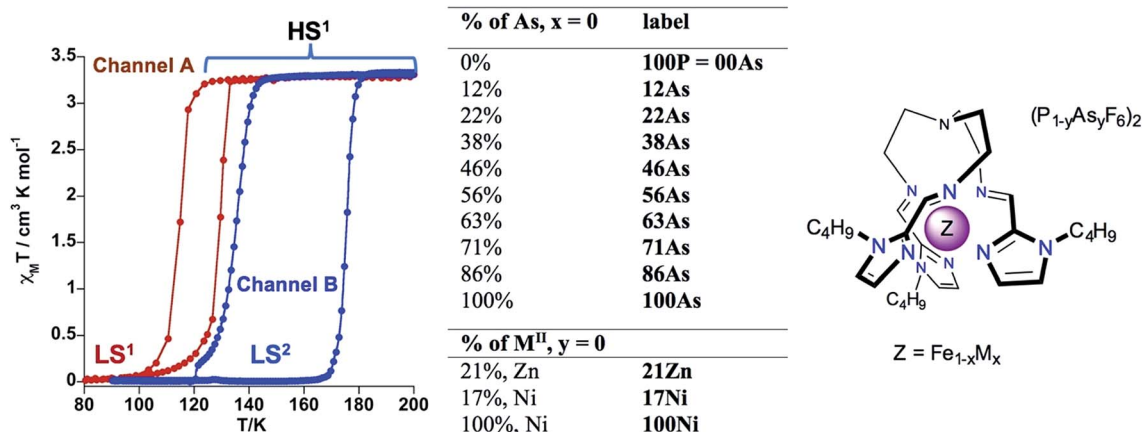 HS¹
Channel A
3.5
3
2.5
2
1.5
1
0.5
0
χ_M T / cm³ K mol⁻¹
Channel B
LS¹
LS²
80
100
120
140
160
180
200
T/K
% of As, x = 0 label
0% 100P = 00As
12% 12As
22% 22As
38% 38As
46% 46As
56% 56As
63% 63As
71% 71As
86% 86As
100% 100As
% of Mᴵᴵ, y = 0
21%, Zn 21Zn
17%, Ni 17Ni
100%, Ni 100Ni
(P₁₋yAsyF₆)₂
N
N
N
N
C₄H₉
N
Z
N
C₄H₉
N
N
N
N
C₄H₉
Z = Fe₁₋ₓMₓ